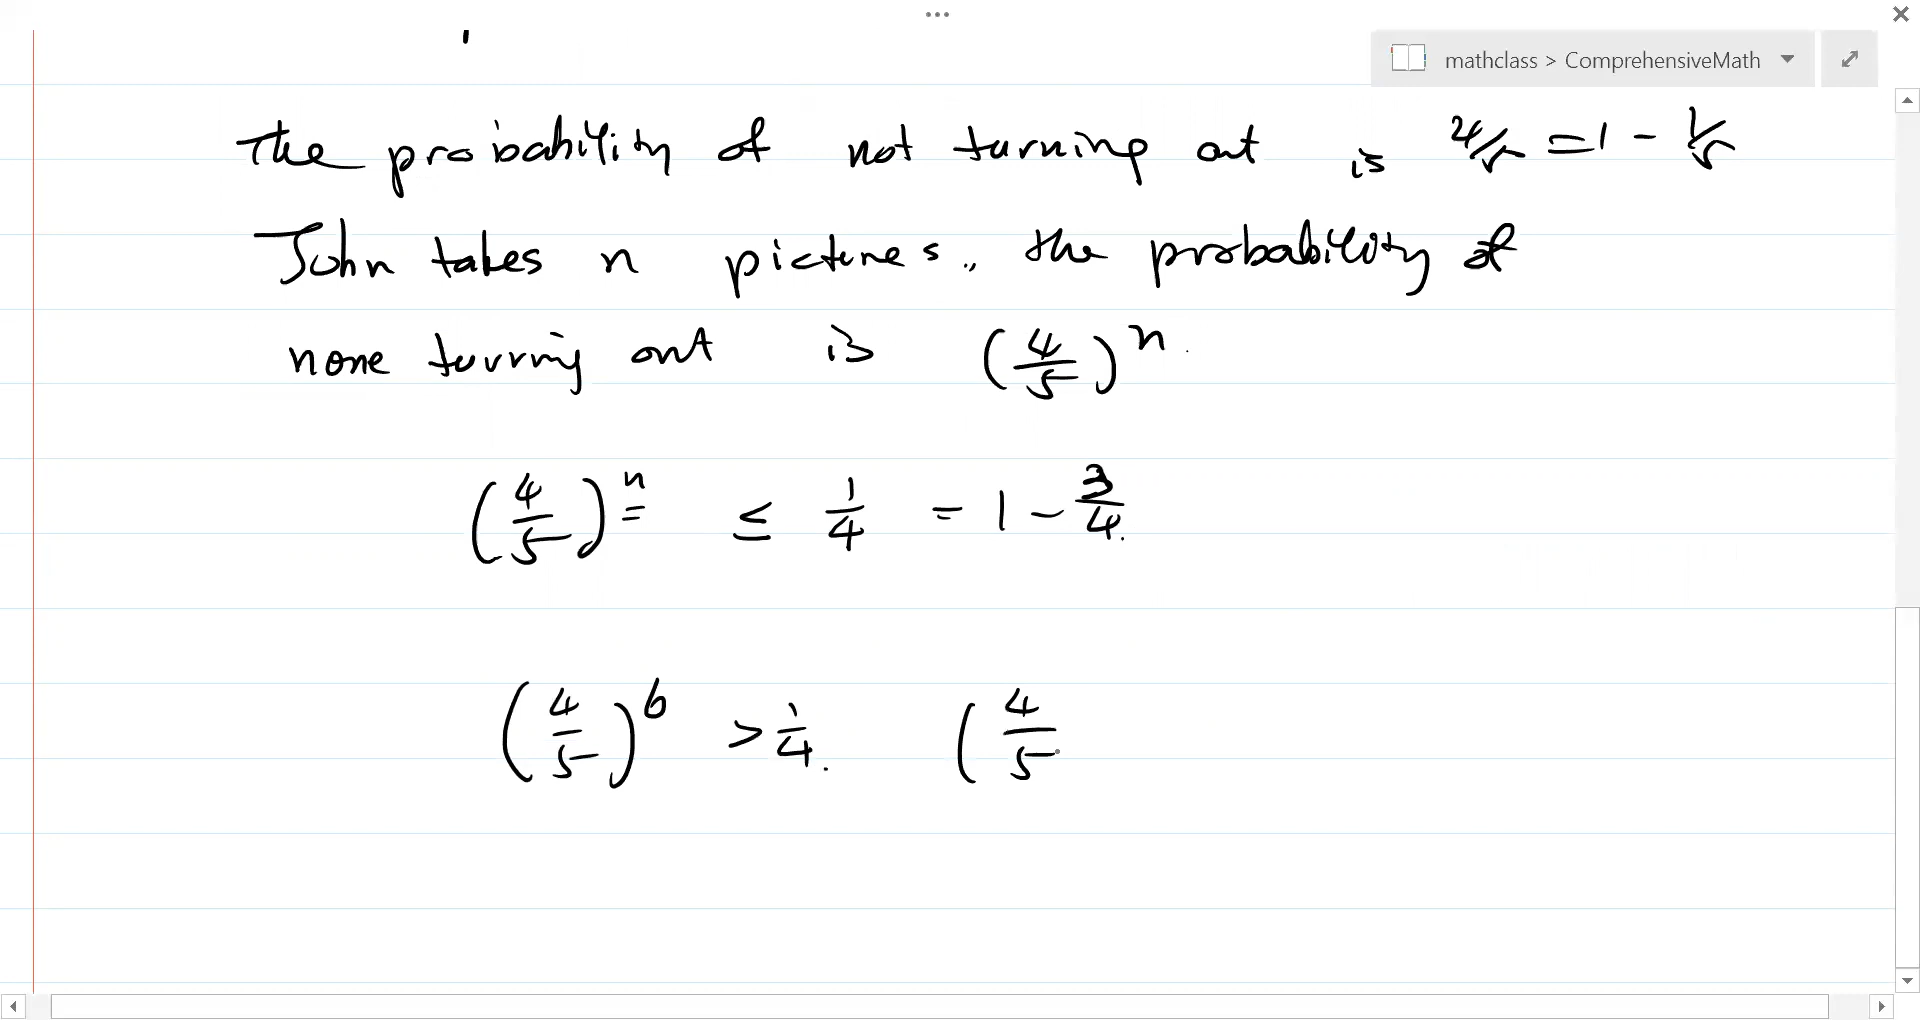 mathclass > ComprehensiveMath
The probability of not turning out is 4/5 = 1 - 1/5
John takes n pictures, the probability of
none turning out is (4/5)^n.
(4/5)^n ≤ 1/4 = 1 - 3/4.
(4/5)^6 > 1/4. (4/5